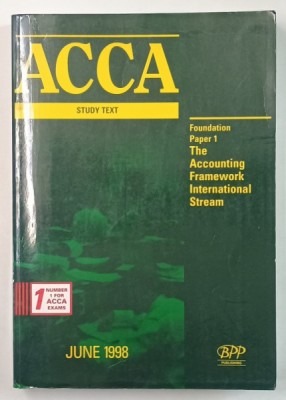 ACCA
STUDY TEXT
Foundation
Paper 1
The
Accounting
Framework
International
Stream
1
NUMBER
1 FOR
ACCA
EXAMS
JUNE 1998
BPP
PUBLISHING